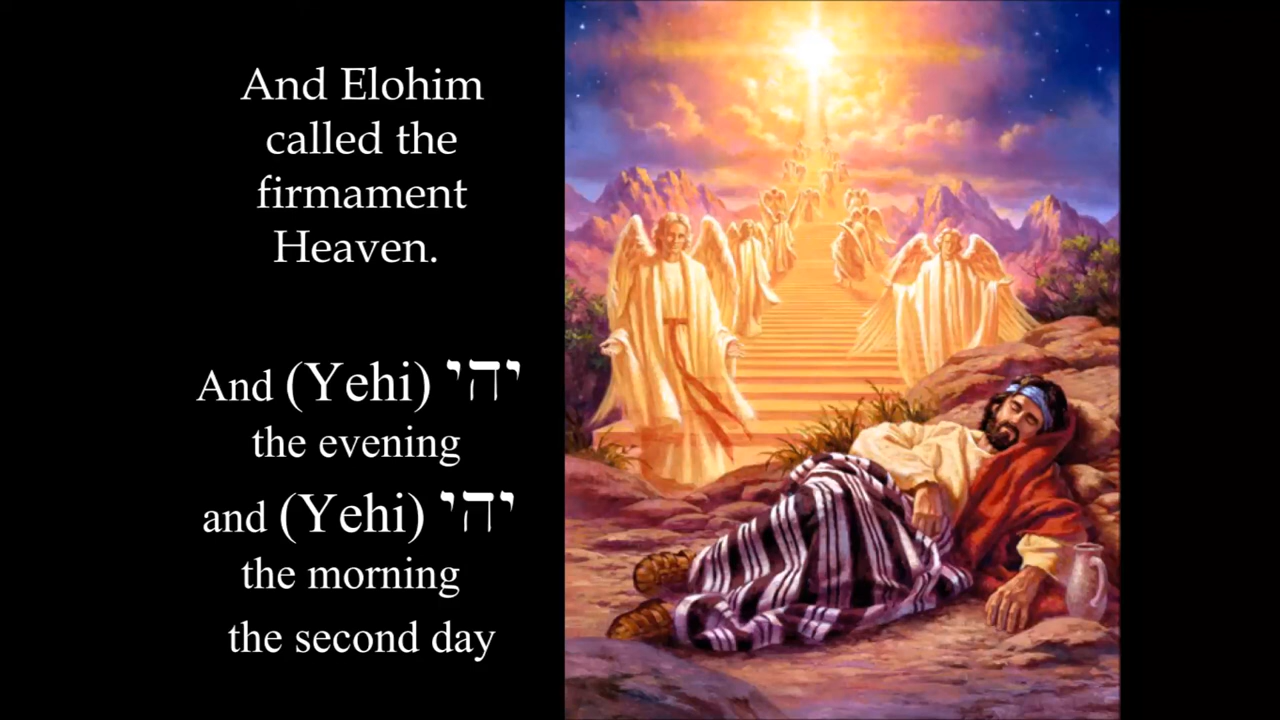 And Elohim
called the
firmament
Heaven.
And (Yehi) יהי
the evening
and (Yehi) יהי
the morning
the second day